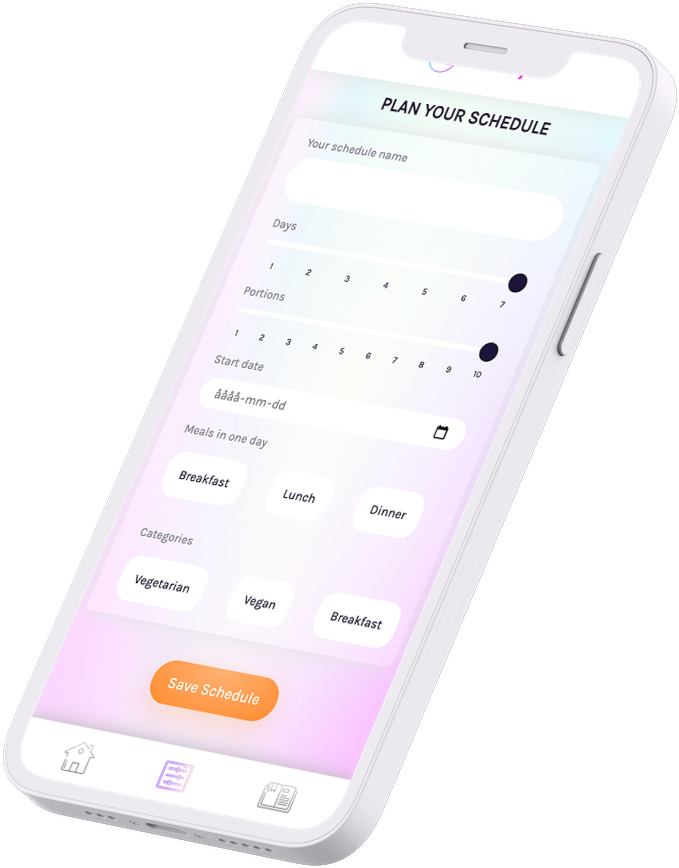 PLAN YOUR SCHEDULE
Your schedule name
Days
1 2 3 4 5 6 7
Portions
1 2 3 4 5 6 7 8 9 10
Start date
åååå-mm-dd
Meals in one day
Breakfast Lunch Dinner
Categories
Vegetarian Vegan Breakfast
Save Schedule